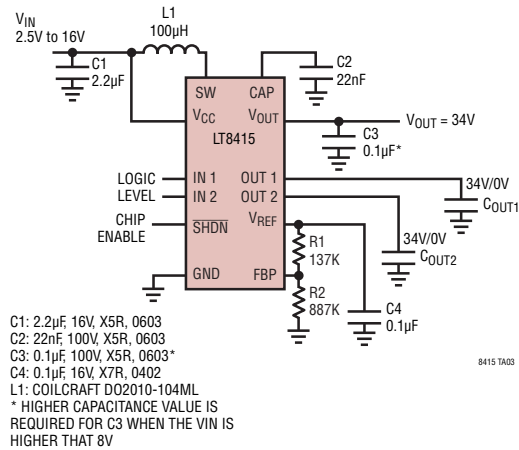 VIN
2.5V to 16V
L1
100µH
C1
2.2µF
C2
22nF
SW
CAP
VCC
VOUT
LT8415
VOUT = 34V
C3
0.1µF*
LOGIC
LEVEL
IN 1
IN 2
OUT 1
OUT 2
34V/0V
COUT1
CHIP
ENABLE
SHDN
VREF
34V/0V
COUT2
R1
137K
GND
FBP
R2
887K
C4
0.1µF
C1: 2.2µF, 16V, X5R, 0603
C2: 22nF, 100V, X5R, 0603
C3: 0.1µF, 100V, X5R, 0603*
C4: 0.1µF, 16V, X7R, 0402
L1: COILCRAFT DO2010-104ML
* HIGHER CAPACITANCE VALUE IS
REQUIRED FOR C3 WHEN THE VIN IS
HIGHER THAT 8V
8415 TA03